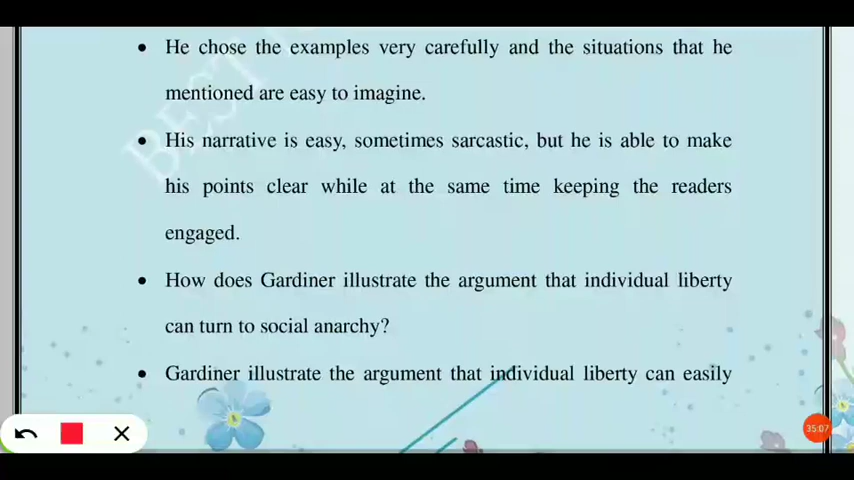 • He chose the examples very carefully and the situations that he
mentioned are easy to imagine.
• His narrative is easy, sometimes sarcastic, but he is able to make
his points clear while at the same time keeping the readers
engaged.
• How does Gardiner illustrate the argument that individual liberty
can turn to social anarchy?
• Gardiner illustrate the argument that individual liberty can easily
35:07